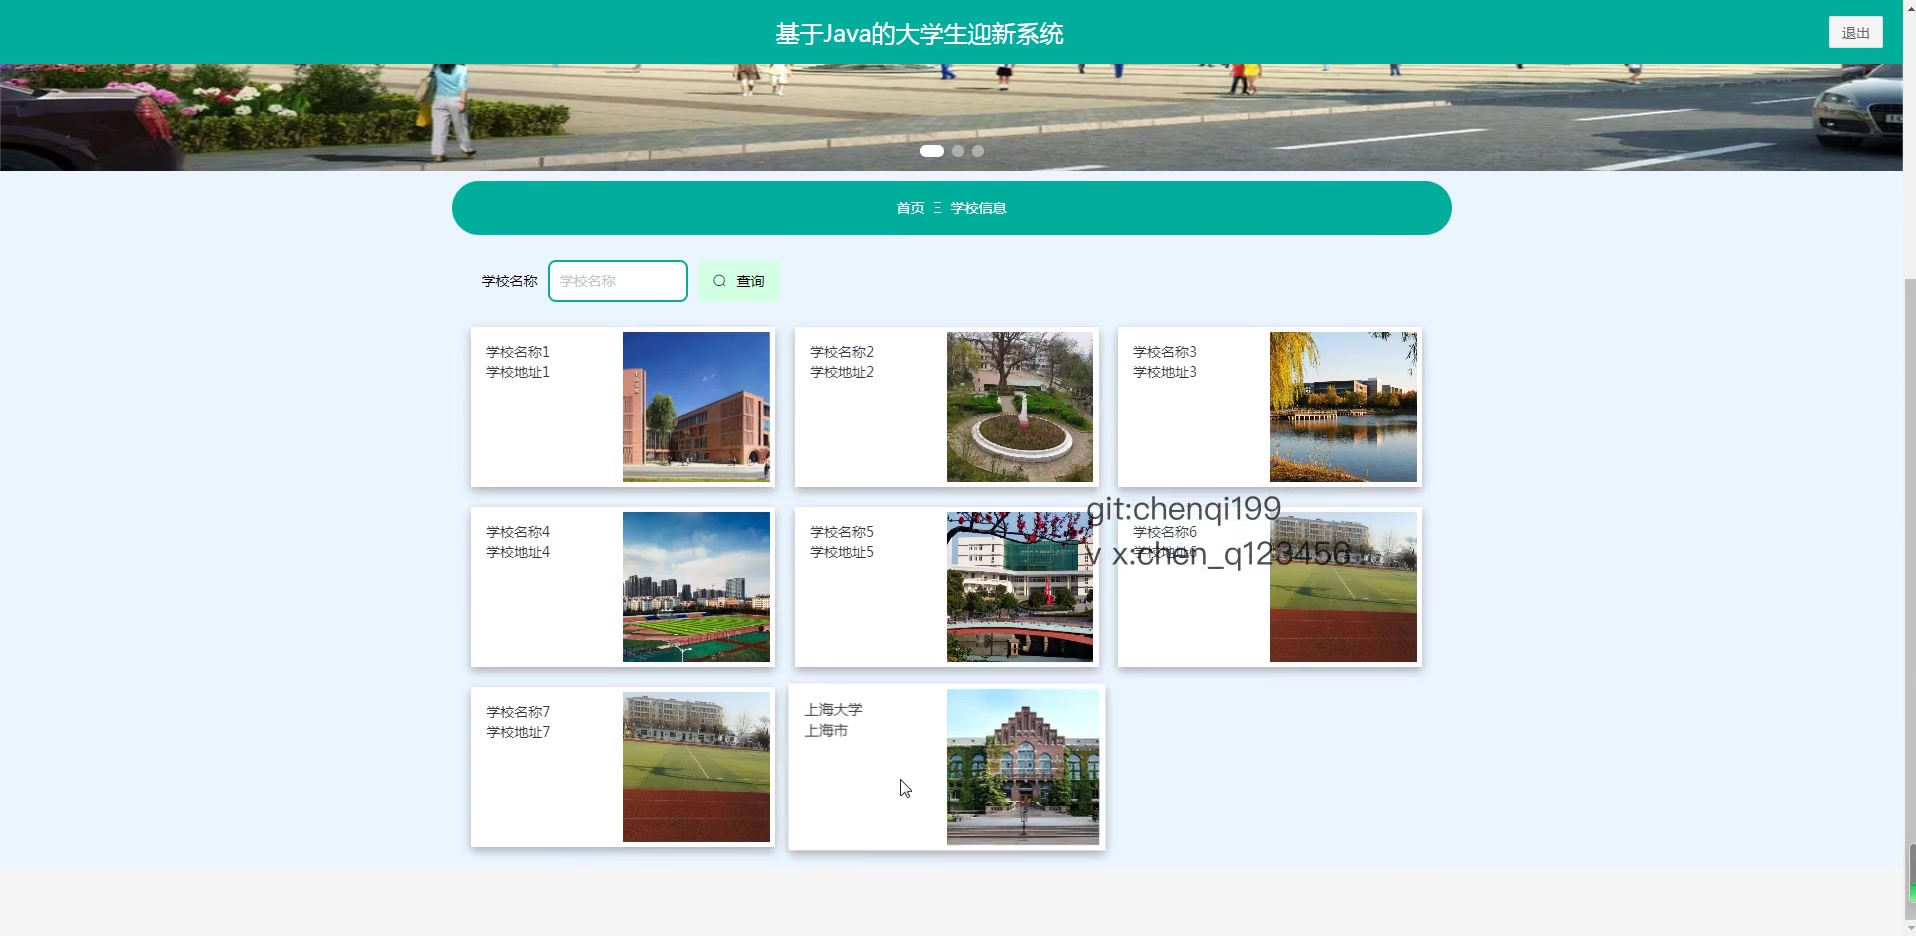 基于Java的大学生迎新系统
退出
首页 Ξ 学校信息
学校名称 学校名称 查询
学校名称1
学校地址1
学校名称2
学校地址2
学校名称3
学校地址3
git:chenqi199
v x:chen_q123456
学校名称4
学校地址4
学校名称5
学校地址5
学校名称6
学校地址6
学校名称7
学校地址7
上海大学
上海市